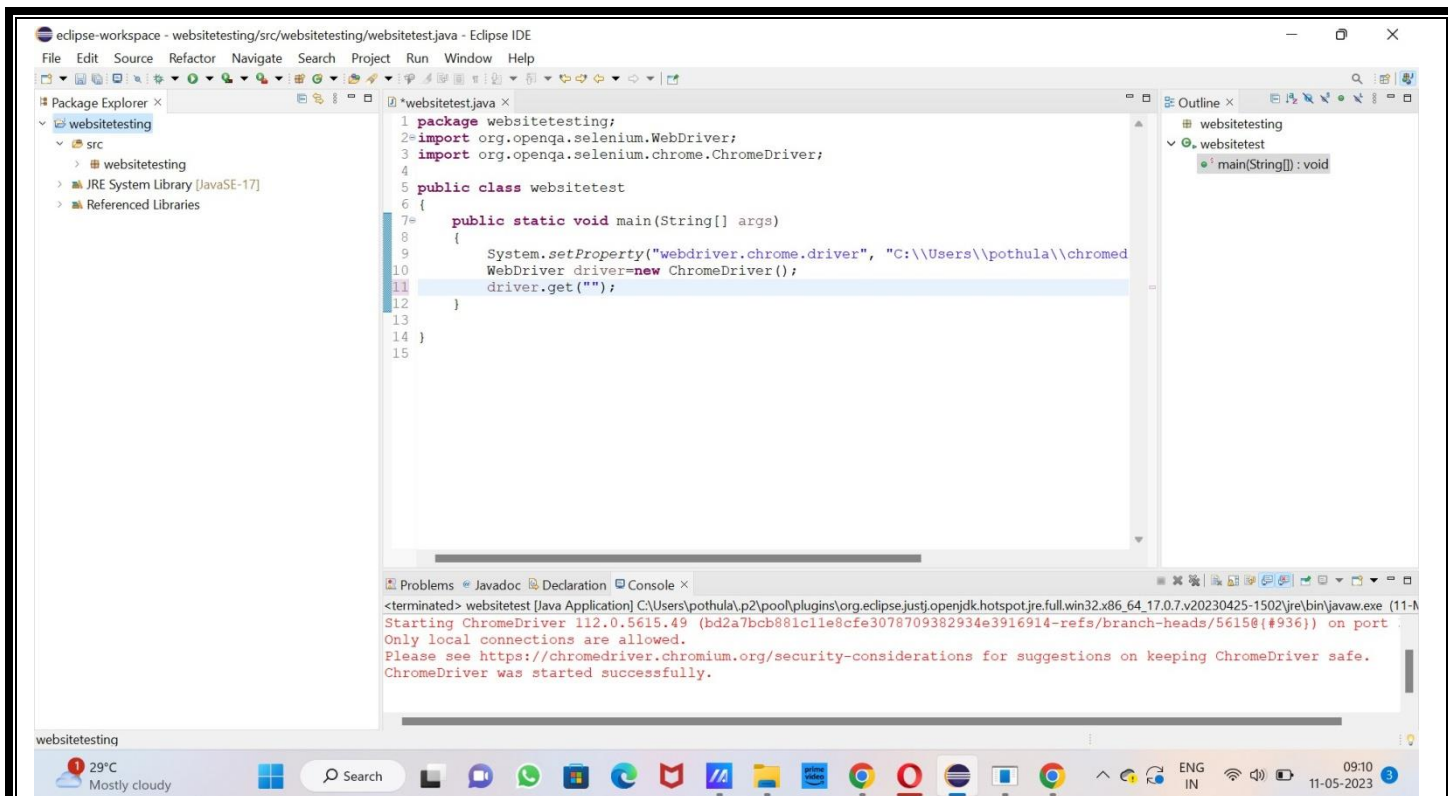 eclipse-workspace - websitetesting/src/websitetesting/websitetest.java - Eclipse IDE
File Edit Source Refactor Navigate Search Project Run Window Help
Package Explorer
websitetesting
src
websitetesting
JRE System Library [JavaSE-17]
Referenced Libraries
*websitetest.java
1 package websitetesting;
2 import org.openqa.selenium.WebDriver;
3 import org.openqa.selenium.chrome.ChromeDriver;
4
5 public class websitetest
6 {
7 public static void main(String[] args)
8 {
9 System.setProperty("webdriver.chrome.driver", "C:\\Users\\pothula\\chromed
10 WebDriver driver=new ChromeDriver();
11 driver.get("");
12 }
13
14 }
15
Outline
websitetesting
websitetest
main(String[]) : void
Problems Javadoc Declaration Console
<terminated> websitetest [Java Application] C:\Users\pothula\.p2\pool\plugins\org.eclipse.justj.openjdk.hotspot.jre.full.win32.x86_64_17.0.7.v20230425-1502\jre\bin\javaw.exe (11-M
Starting ChromeDriver 112.0.5615.49 (bd2a7bcb881c11e8cfe3078709382934e3916914-refs/branch-heads/5615@{#936}) on port
Only local connections are allowed.
Please see https://chromedriver.chromium.org/security-considerations for suggestions on keeping ChromeDriver safe.
ChromeDriver was started successfully.
websitetesting
1
29°C
Mostly cloudy
Search
prime video
ENG
IN
09:10
11-05-2023
3